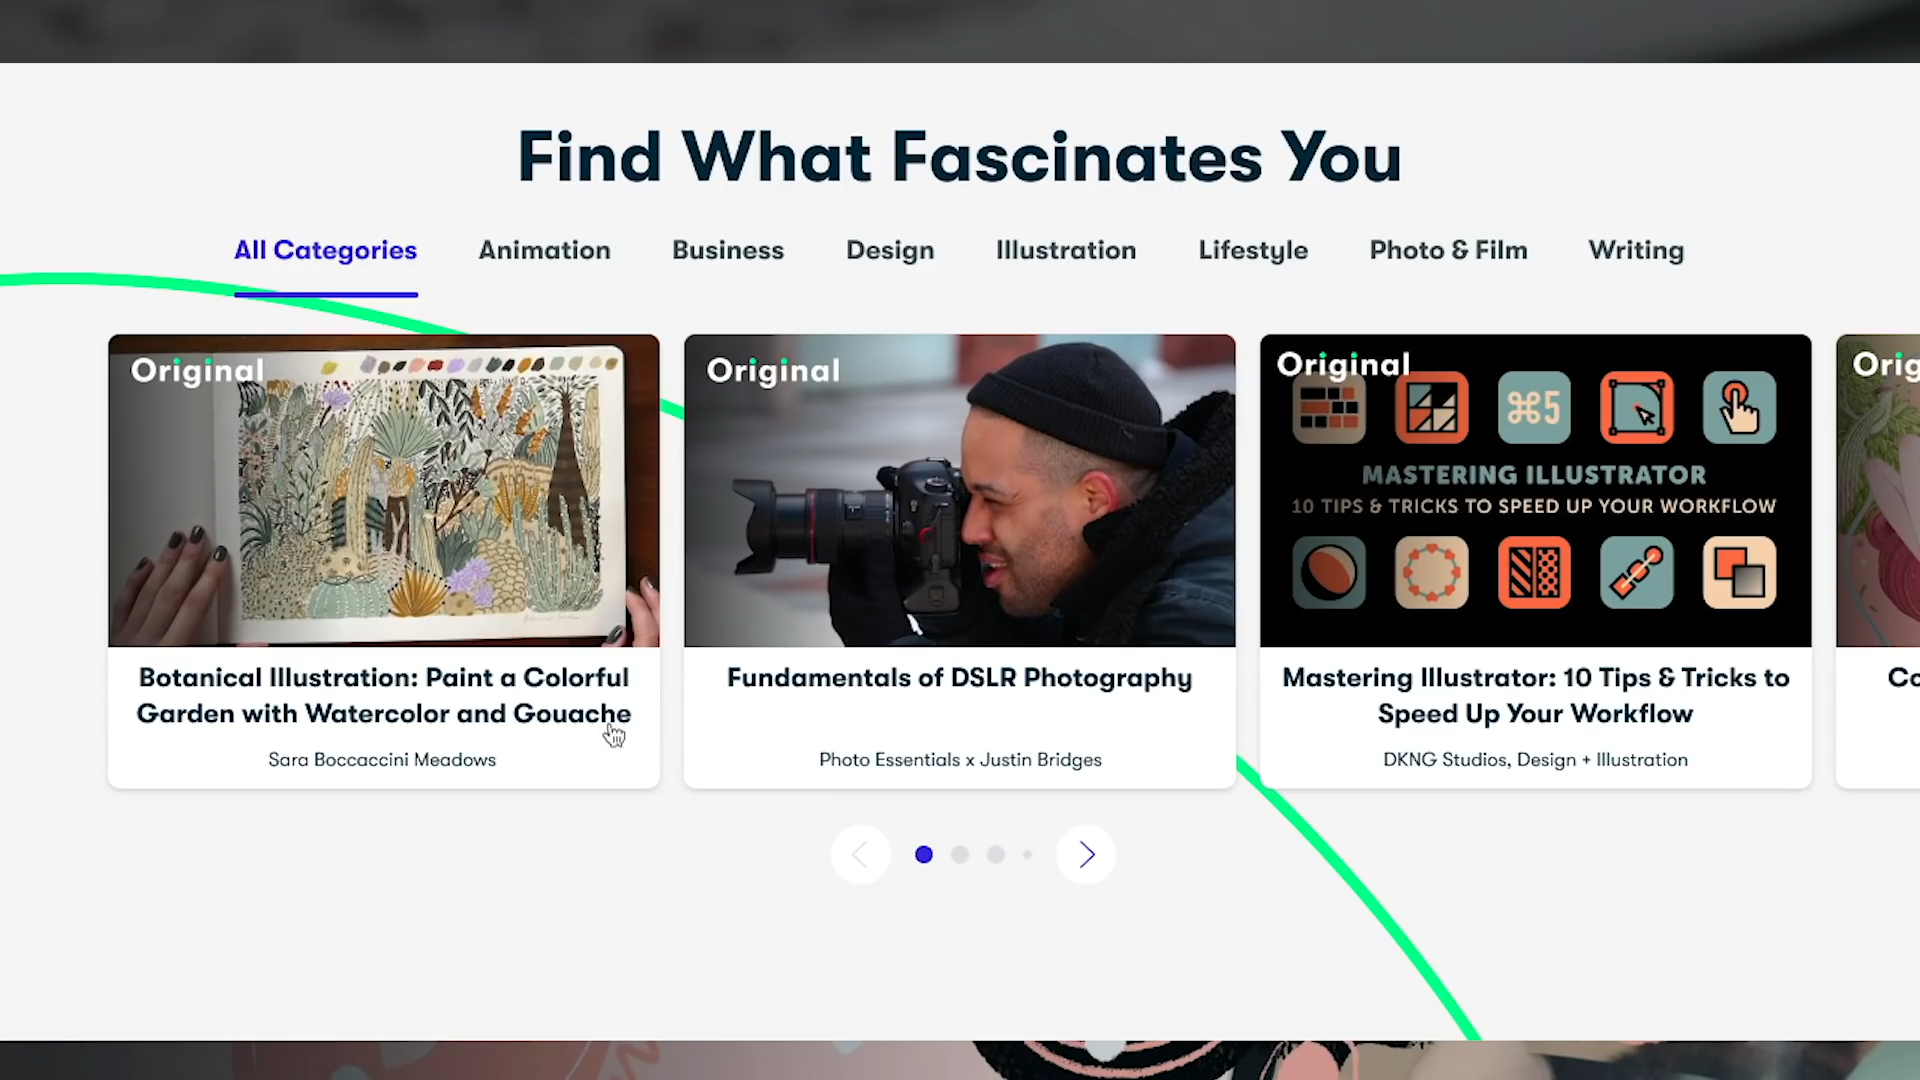 Find What Fascinates You
All Categories
Animation
Business
Design
Illustration
Lifestyle
Photo & Film
Writing
Original
Botanical Illustration: Paint a Colorful
Garden with Watercolor and Gouache
Sara Boccaccini Meadows
Original
Fundamentals of DSLR Photography
Photo Essentials x Justin Bridges
Original
⌘5
MASTERING ILLUSTRATOR
10 TIPS & TRICKS TO SPEED UP YOUR WORKFLOW
Mastering Illustrator: 10 Tips & Tricks to
Speed Up Your Workflow
DKNG Studios, Design + Illustration
Orig
Co